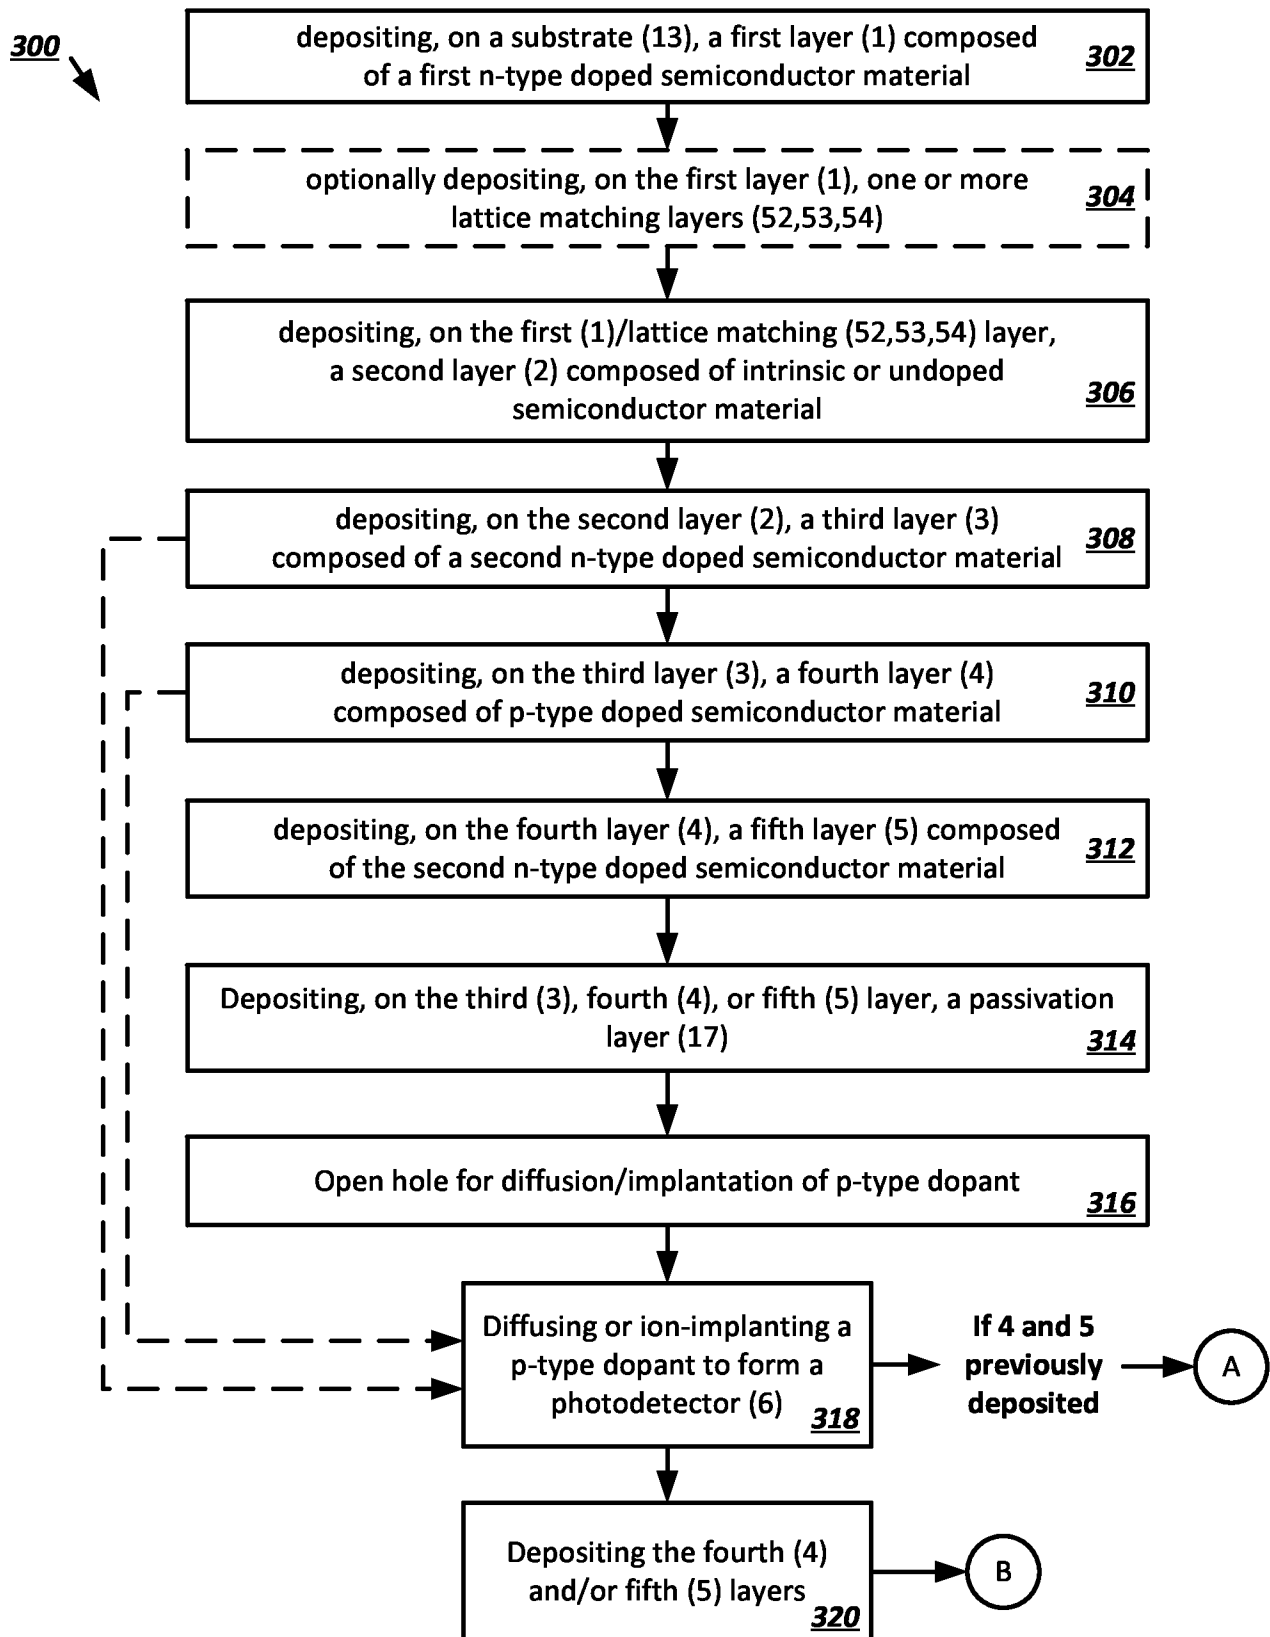 300
depositing, on a substrate (13), a first layer (1) composed
of a first n-type doped semiconductor material
302
optionally depositing, on the first layer (1), one or more
lattice matching layers (52,53,54)
304
depositing, on the first (1)/lattice matching (52,53,54) layer,
a second layer (2) composed of intrinsic or undoped
semiconductor material
306
depositing, on the second layer (2), a third layer (3)
composed of a second n-type doped semiconductor material
308
depositing, on the third layer (3), a fourth layer (4)
composed of p-type doped semiconductor material
310
depositing, on the fourth layer (4), a fifth layer (5) composed
of the second n-type doped semiconductor material
312
Depositing, on the third (3), fourth (4), or fifth (5) layer, a passivation
layer (17)
314
Open hole for diffusion/implantation of p-type dopant
316
Diffusing or ion-implanting a
p-type dopant to form a
photodetector (6)
318
If 4 and 5
previously
deposited
A
Depositing the fourth (4)
and/or fifth (5) layers
320
B